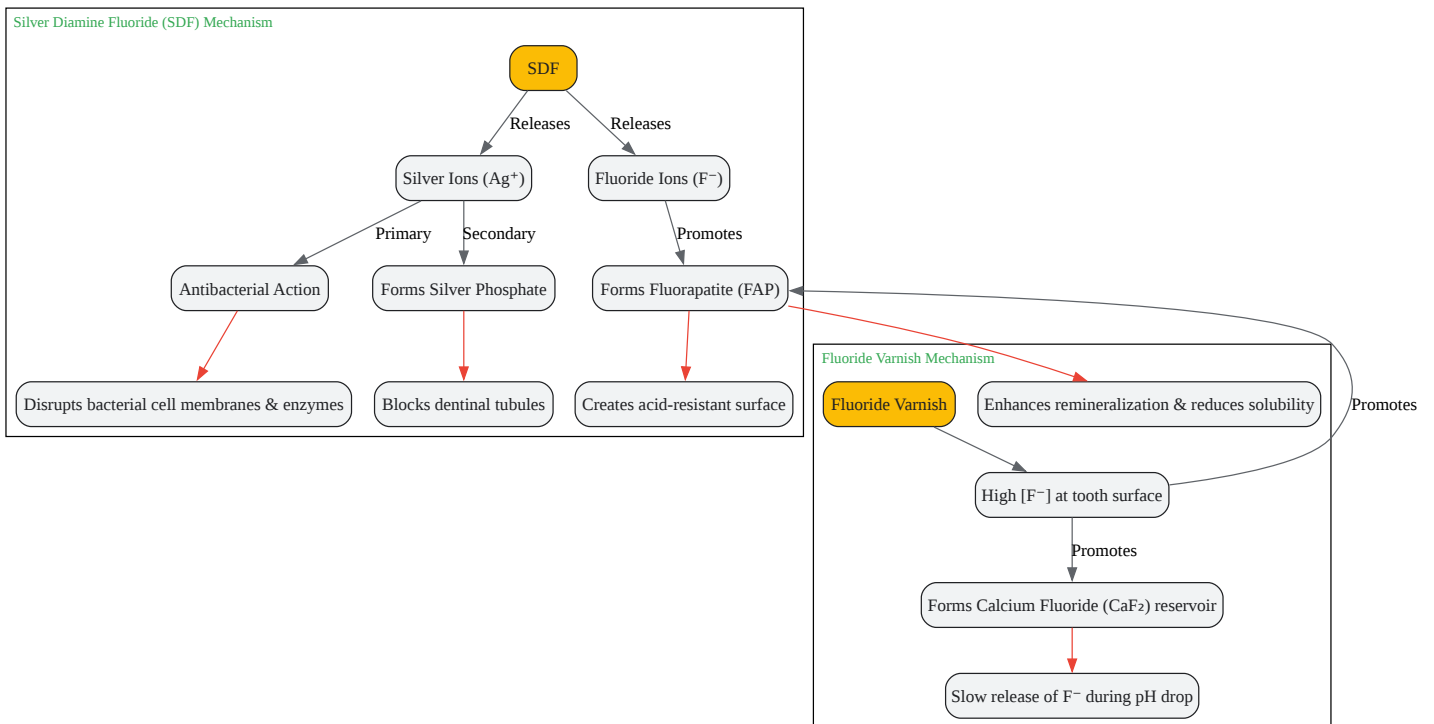 Silver Diamine Fluoride (SDF) Mechanism
SDF
Releases
Releases
Silver Ions (Ag⁺)
Fluoride Ions (F⁻)
Primary
Secondary
Promotes
Antibacterial Action
Forms Silver Phosphate
Forms Fluorapatite (FAP)
Disrupts bacterial cell membranes & enzymes
Blocks dentinal tubules
Creates acid-resistant surface
Fluoride Varnish Mechanism
Fluoride Varnish
Enhances remineralization & reduces solubility
Promotes
High [F⁻] at tooth surface
Promotes
Forms Calcium Fluoride (CaF₂) reservoir
Slow release of F⁻ during pH drop